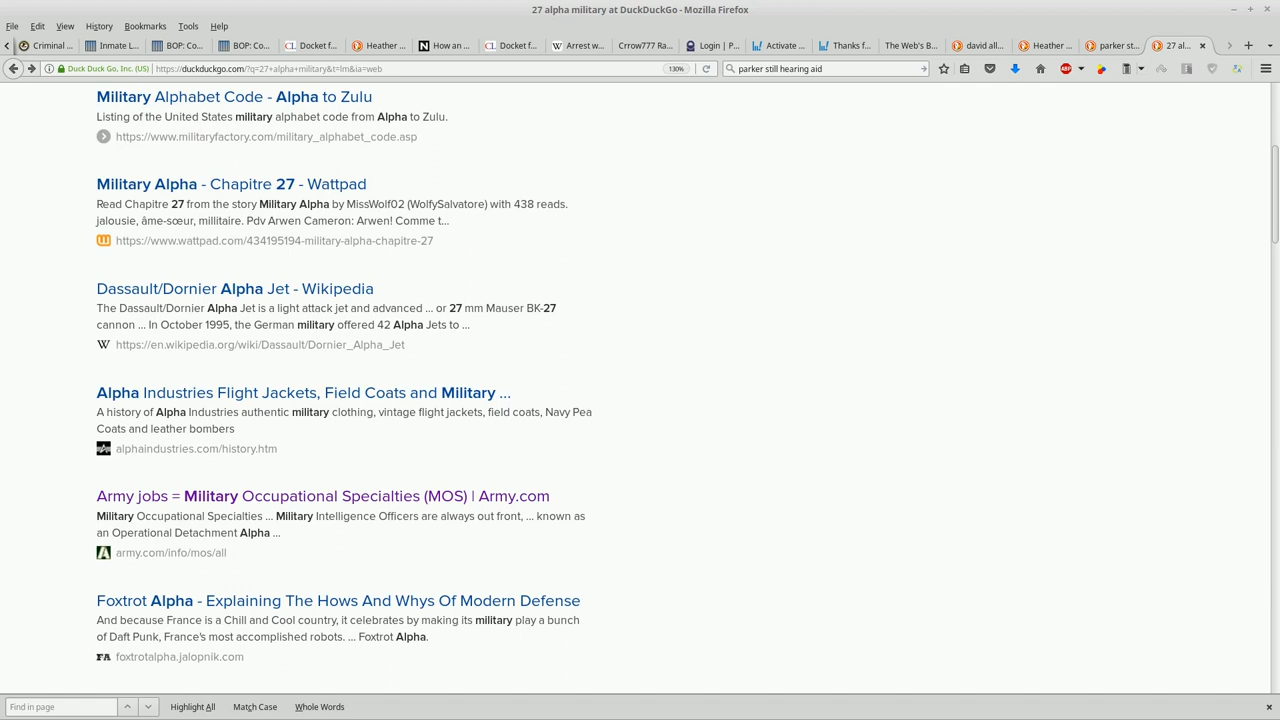 27 alpha military at DuckDuckGo - Mozilla Firefox
File Edit View History Bookmarks Tools Help
Criminal ... Inmate L... BOP: Co... BOP: Co... Docket f... Heather ... How an ... Docket f... Arrest w... Crrow777 Ra... Login | P... Activate ... Thanks f... The Web's B... david all... Heather ... parker st... 27 al...
Duck Duck Go, Inc. (US) https://duckduckgo.com/?q=27+alpha+military&t=lm&ia=web 130% parker still hearing aid
Military Alphabet Code - Alpha to Zulu
Listing of the United States military alphabet code from Alpha to Zulu.
https://www.militaryfactory.com/military_alphabet_code.asp
Military Alpha - Chapitre 27 - Wattpad
Read Chapitre 27 from the story Military Alpha by MissWolf02 (WolfySalvatore) with 438 reads.
jalousie, âme-sœur, millitaire. Pdv Arwen Cameron: Arwen! Comme t...
https://www.wattpad.com/434195194-military-alpha-chapitre-27
Dassault/Dornier Alpha Jet - Wikipedia
The Dassault/Dornier Alpha Jet is a light attack jet and advanced ... or 27 mm Mauser BK-27
cannon ... In October 1995, the German military offered 42 Alpha Jets to ...
https://en.wikipedia.org/wiki/Dassault/Dornier_Alpha_Jet
Alpha Industries Flight Jackets, Field Coats and Military ...
A history of Alpha Industries authentic military clothing, vintage flight jackets, field coats, Navy Pea
Coats and leather bombers
alphaindustries.com/history.htm
Army jobs = Military Occupational Specialties (MOS) | Army.com
Military Occupational Specialties ... Military Intelligence Officers are always out front, ... known as
an Operational Detachment Alpha ...
army.com/info/mos/all
Foxtrot Alpha - Explaining The Hows And Whys Of Modern Defense
And because France is a Chill and Cool country, it celebrates by making its military play a bunch
of Daft Punk, France's most accomplished robots. ... Foxtrot Alpha.
foxtrotalpha.jalopnik.com
Find in page Highlight All Match Case Whole Words